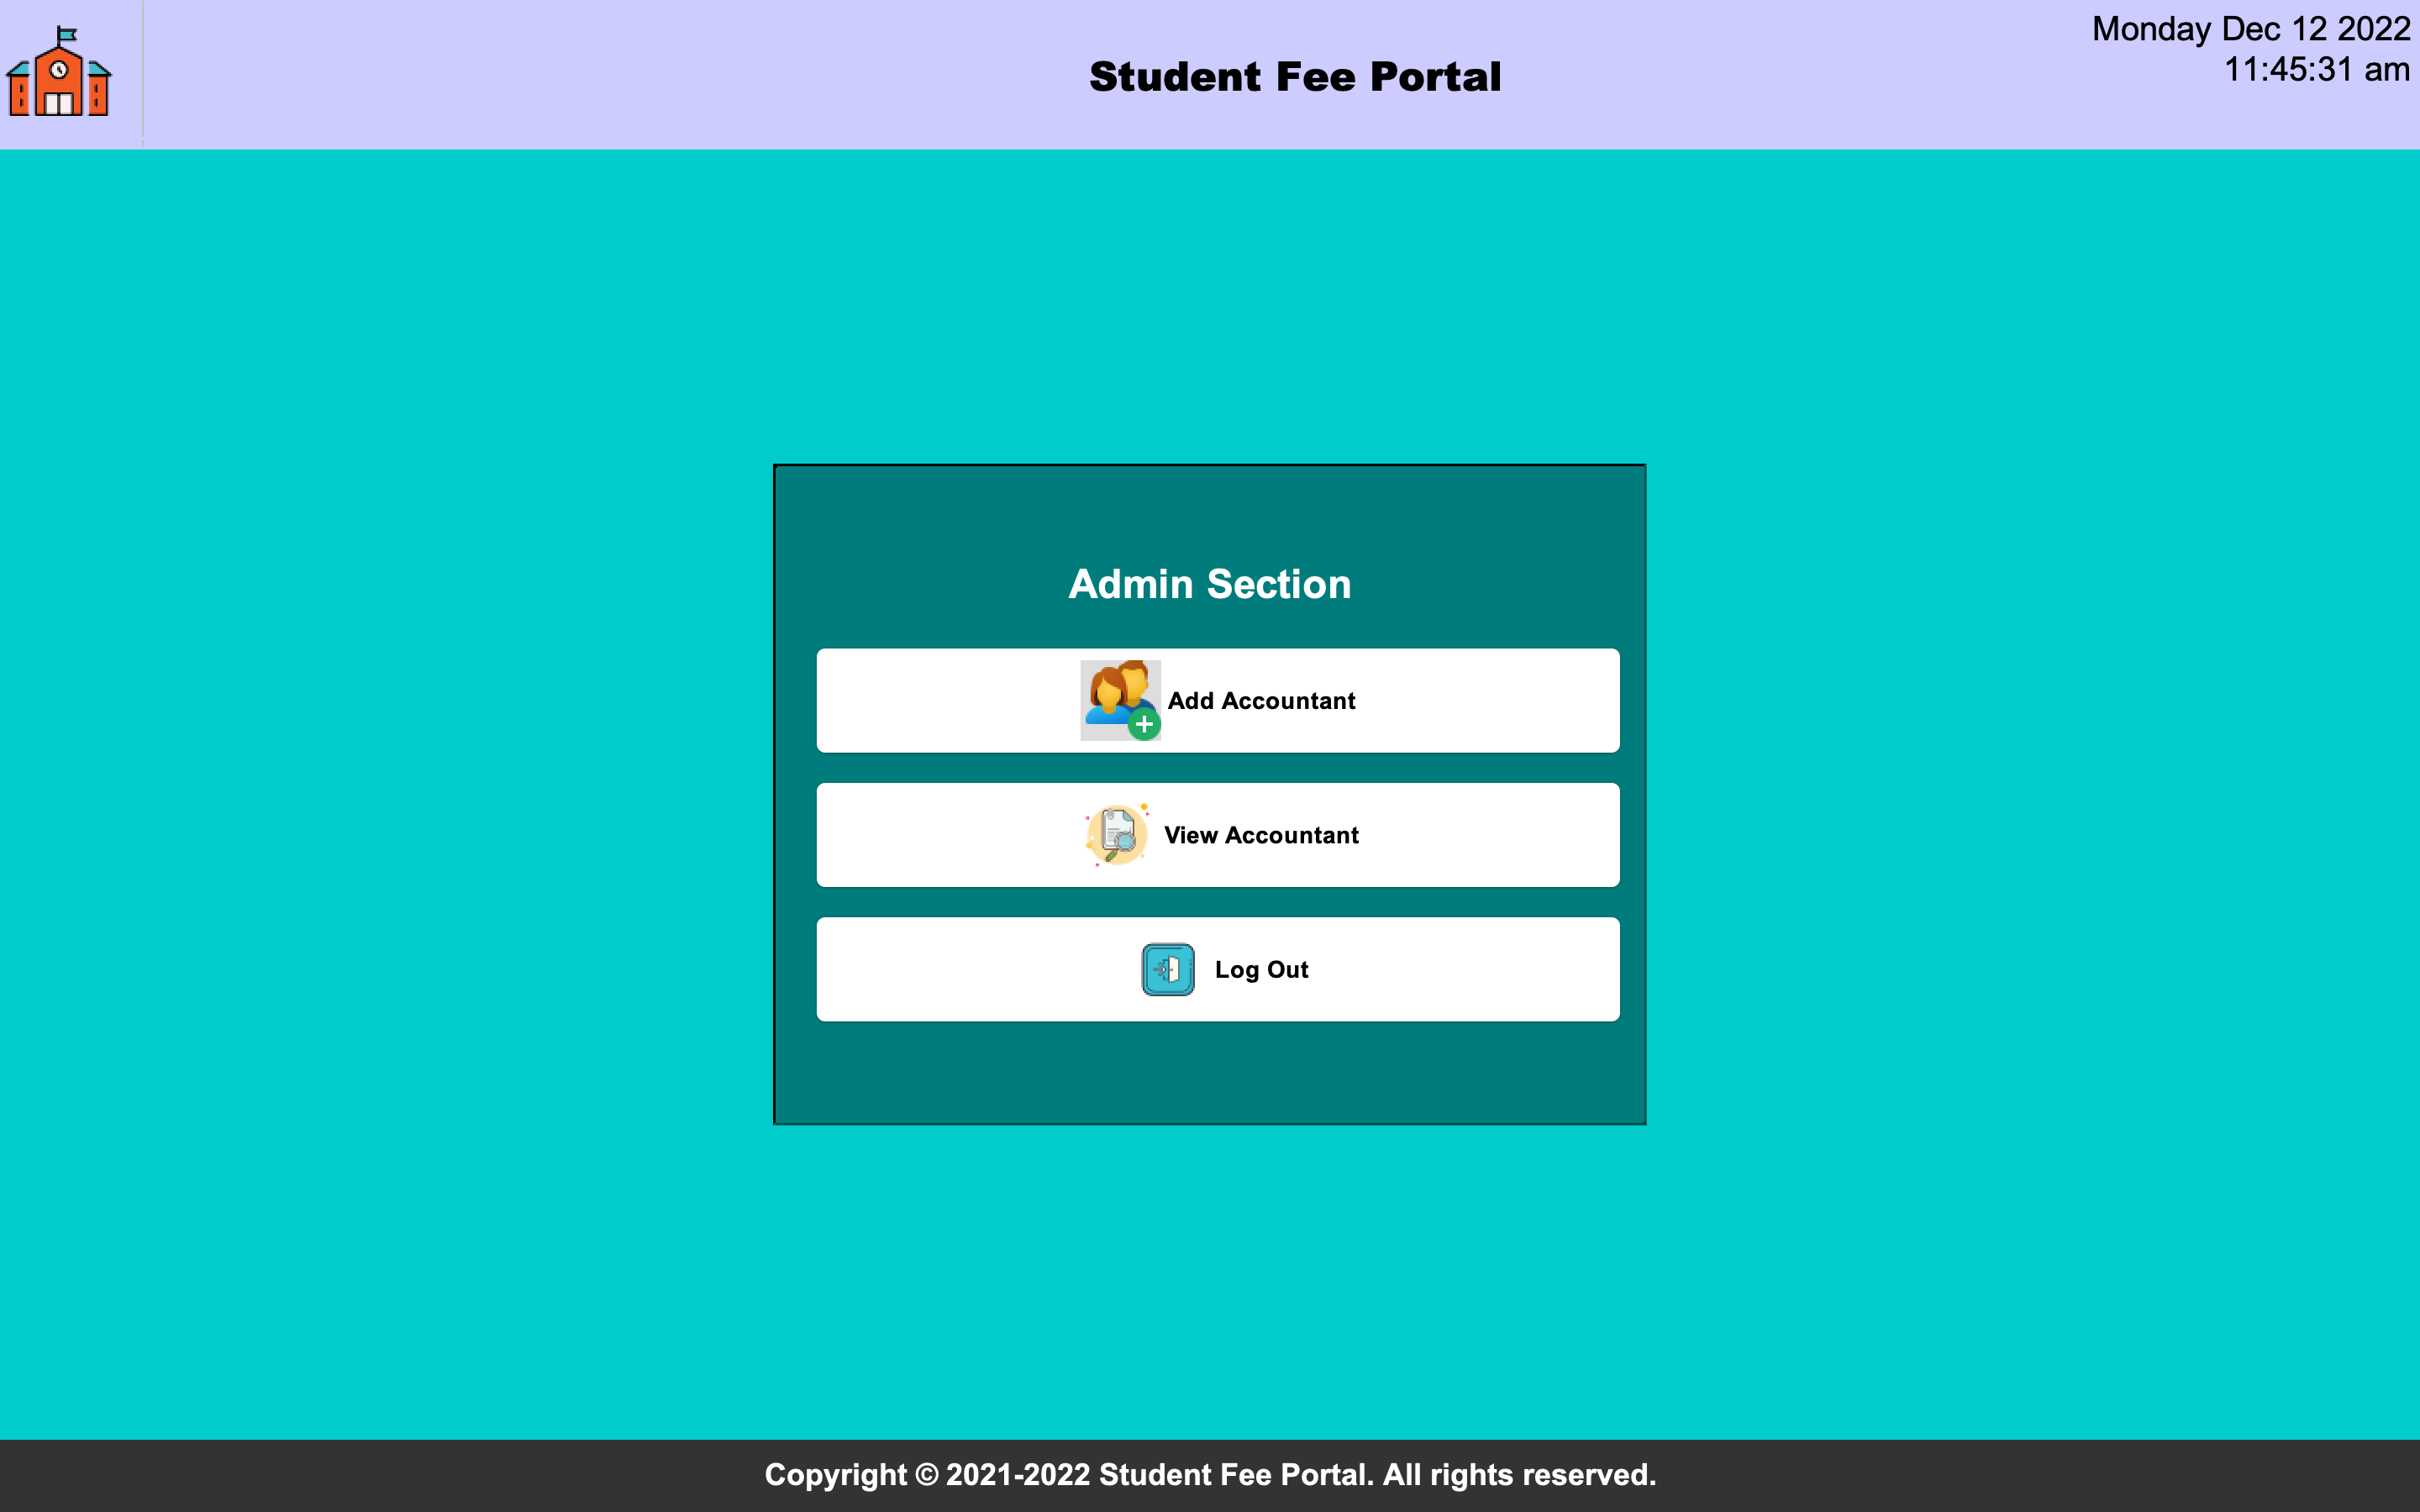 Student Fee Portal
Monday Dec 12 2022
11:45:31 am
Admin Section
Add Accountant
View Accountant
Log Out
Copyright © 2021-2022 Student Fee Portal. All rights reserved.